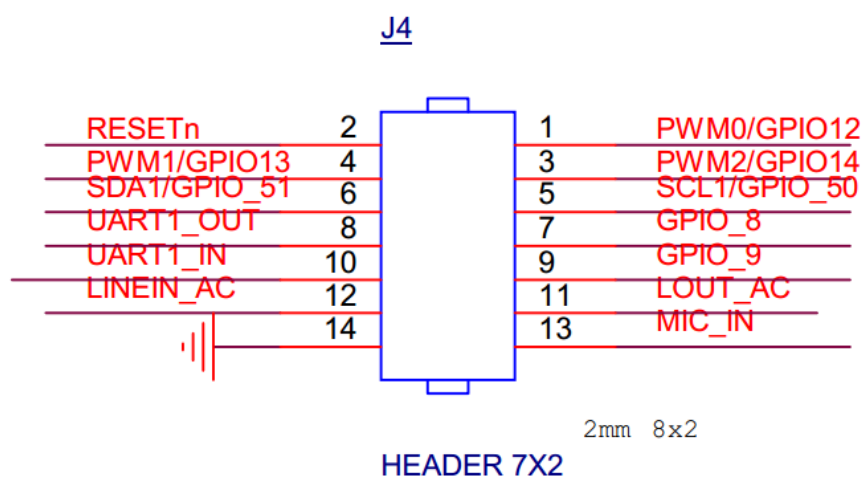 J4
RESETn 2 1 PWM0/GPIO12
PWM1/GPIO13 4 3 PWM2/GPIO14
SDA1/GPIO_51 6 5 SCL1/GPIO_50
UART1_OUT 8 7 GPIO_8
UART1_IN 10 9 GPIO_9
LINEIN_AC 12 11 LOUT_AC
14 13 MIC_IN
2mm 8x2
HEADER 7X2